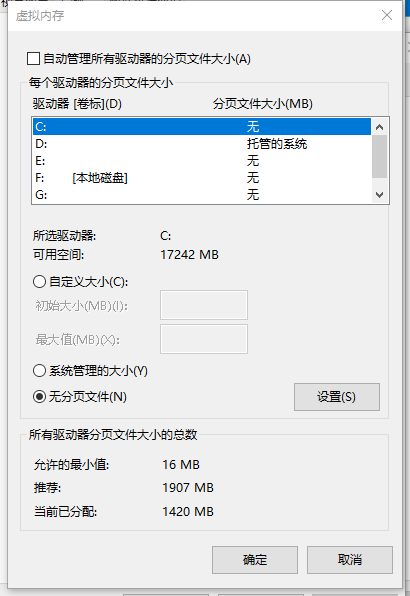 虚拟内存
自动管理所有驱动器的分页文件大小(A)
每个驱动器的分页文件大小
驱动器 [卷标](D) 分页文件大小(MB)
C: 无
D: 托管的系统
E: 无
F: [本地磁盘] 无
G: 无
所选驱动器: C:
可用空间: 17242 MB
自定义大小(C):
初始大小(MB)(I):
最大值(MB)(X):
系统管理的大小(Y)
无分页文件(N) 设置(S)
所有驱动器分页文件大小的总数
允许的最小值: 16 MB
推荐: 1907 MB
当前已分配: 1420 MB
确定 取消